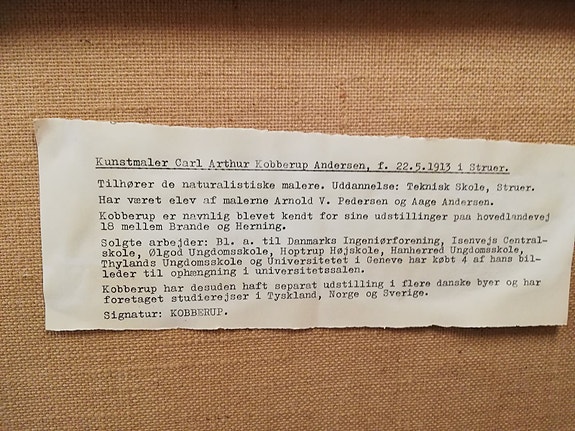 Kunstmaler Carl Arthur Kobberup Andersen, f. 22.5.1913 i Struer.
Tilhører de naturalistiske malere. Uddannelse: Teknisk Skole, Struer.
Har været elev af malerne Arnold V. Pedersen og Aage Andersen.
Kobberup er navnlig blevet kendt for sine udstillinger paa hovedlandevej
18 mellem Brande og Herning.
Solgte arbejder: Bl. a. til Danmarks Ingeniørforening, Isenvejs Central-
skole, Ølgod Ungdomsskole, Hoptrup Højskole, Hanherred Ungdomsskole,
Thylands Ungdomsskole og Universitetet i Geneve har købt 4 af hans bil-
leder til ophængning i universitetssalen.
Kobberup har desuden haft separat udstilling i flere danske byer og har
foretaget studierejser i Tyskland, Norge og Sverige.
Signatur: KOBBERUP.